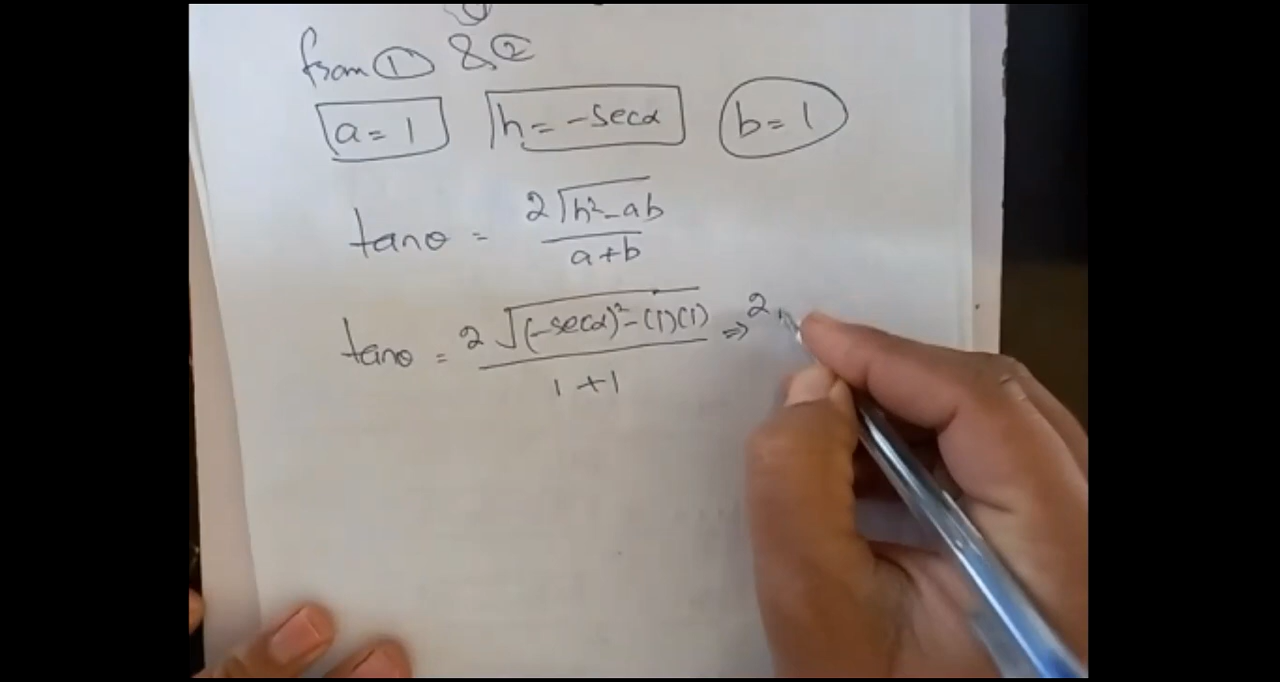 from ① & ②
a = 1 h = -secα b = 1
tanθ = 2√(h²-ab) / a+b
tanθ = 2√((-secα)²-(1)(1)) / 1+1 ⇒ 2